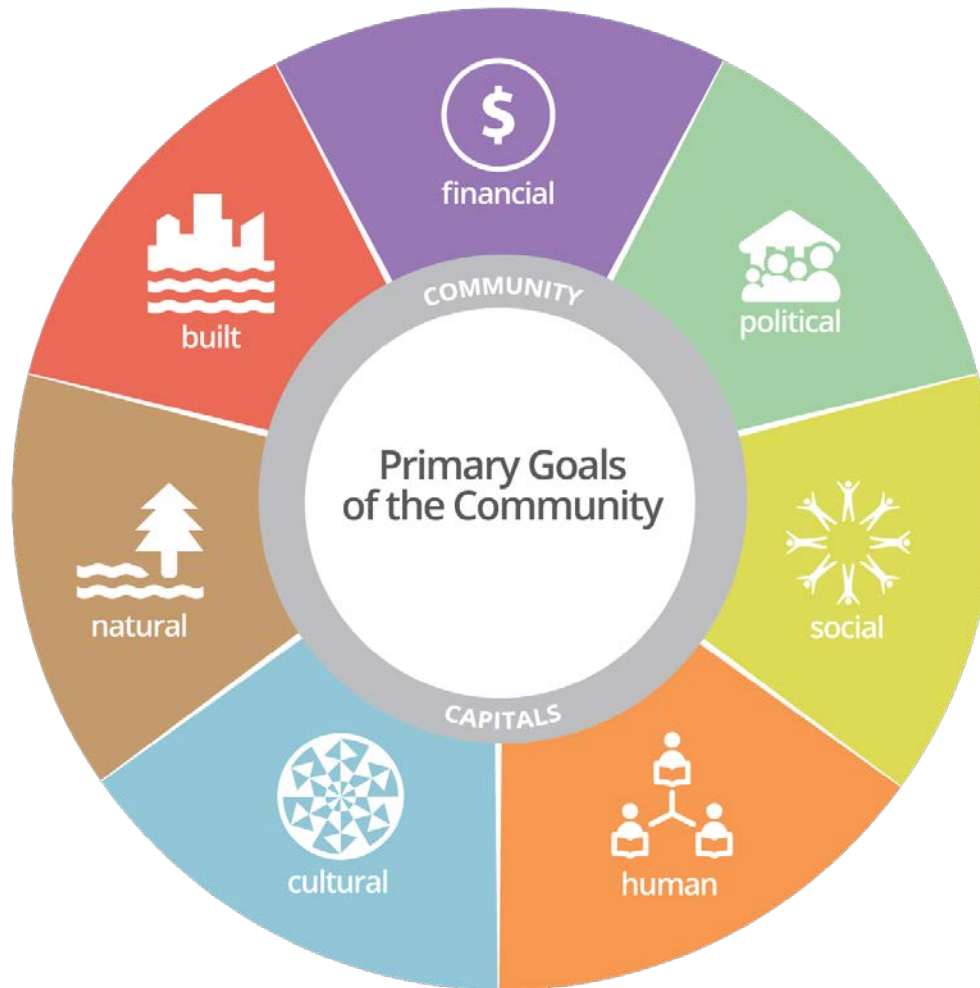 $
financial
political
social
human
cultural
natural
built
COMMUNITY
Primary Goals
of the Community
CAPITALS